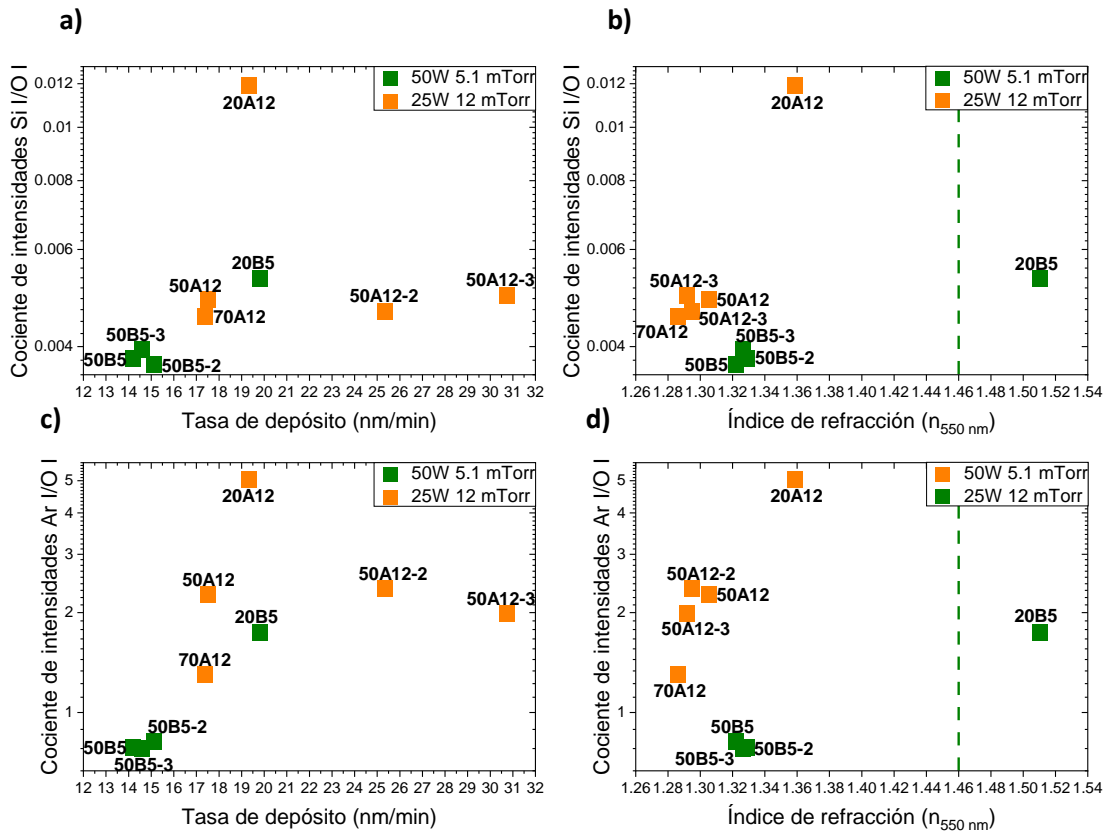 a)
Cociente de intensidades Si I/O I
0.012
0.01
0.006
0.004
50W 5.1 mTorr
25W 12 mTorr
20A12
20B5
50A12
70A12
50A12-2
50A12-3
50B5-3
50B5
50B5-2
12 13 14 15 16 17 18 19 20 21 22 23 24 25 26 27 28 29 30 31 32
Tasa de depósito (nm/min)
b)
Cociente de intensidades Si I/O I
0.012
0.01
0.006
0.004
50W 5.1 mTorr
25W 12 mTorr
20A12
20B5
50A12-3
50A12
70A12
50A12-3
50B5-3
50B5
50B5-2
1.26 1.28 1.30 1.32 1.34 1.36 1.38 1.40 1.42 1.44 1.46 1.48 1.50 1.52 1.54
Índice de refracción (n550 nm)
c)
Cociente de intensidades Ar I/O I
5
4
3
2
1
50W 5.1 mTorr
25W 12 mTorr
20A12
50A12
50A12-2
50A12-3
20B5
70A12
50B5-2
50B5
50B5-3
12 13 14 15 16 17 18 19 20 21 22 23 24 25 26 27 28 29 30 31 32
Tasa de depósito (nm/min)
d)
Cociente de intensidades Ar I/O I
5
4
3
2
1
50W 5.1 mTorr
25W 12 mTorr
20A12
50A12-2
50A12
50A12-3
20B5
70A12
50B5
50B5-3
50B5-2
1.26 1.28 1.30 1.32 1.34 1.36 1.38 1.40 1.42 1.44 1.46 1.48 1.50 1.52 1.54
Índice de refracción (n550 nm)